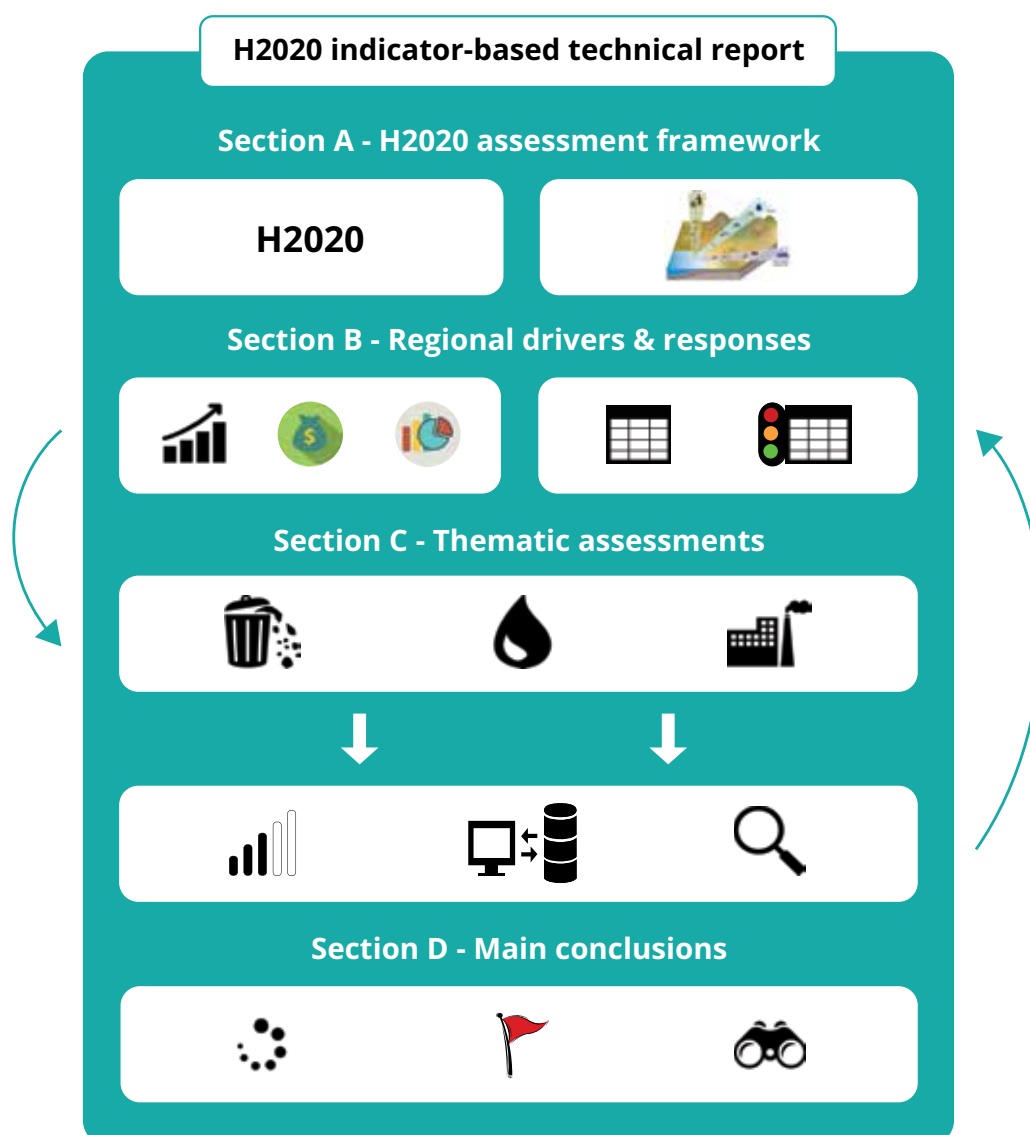 H2020 indicator-based technical report
Section A - H2020 assessment framework
H2020
Section B - Regional drivers & responses
$
Section C - Thematic assessments
Section D - Main conclusions